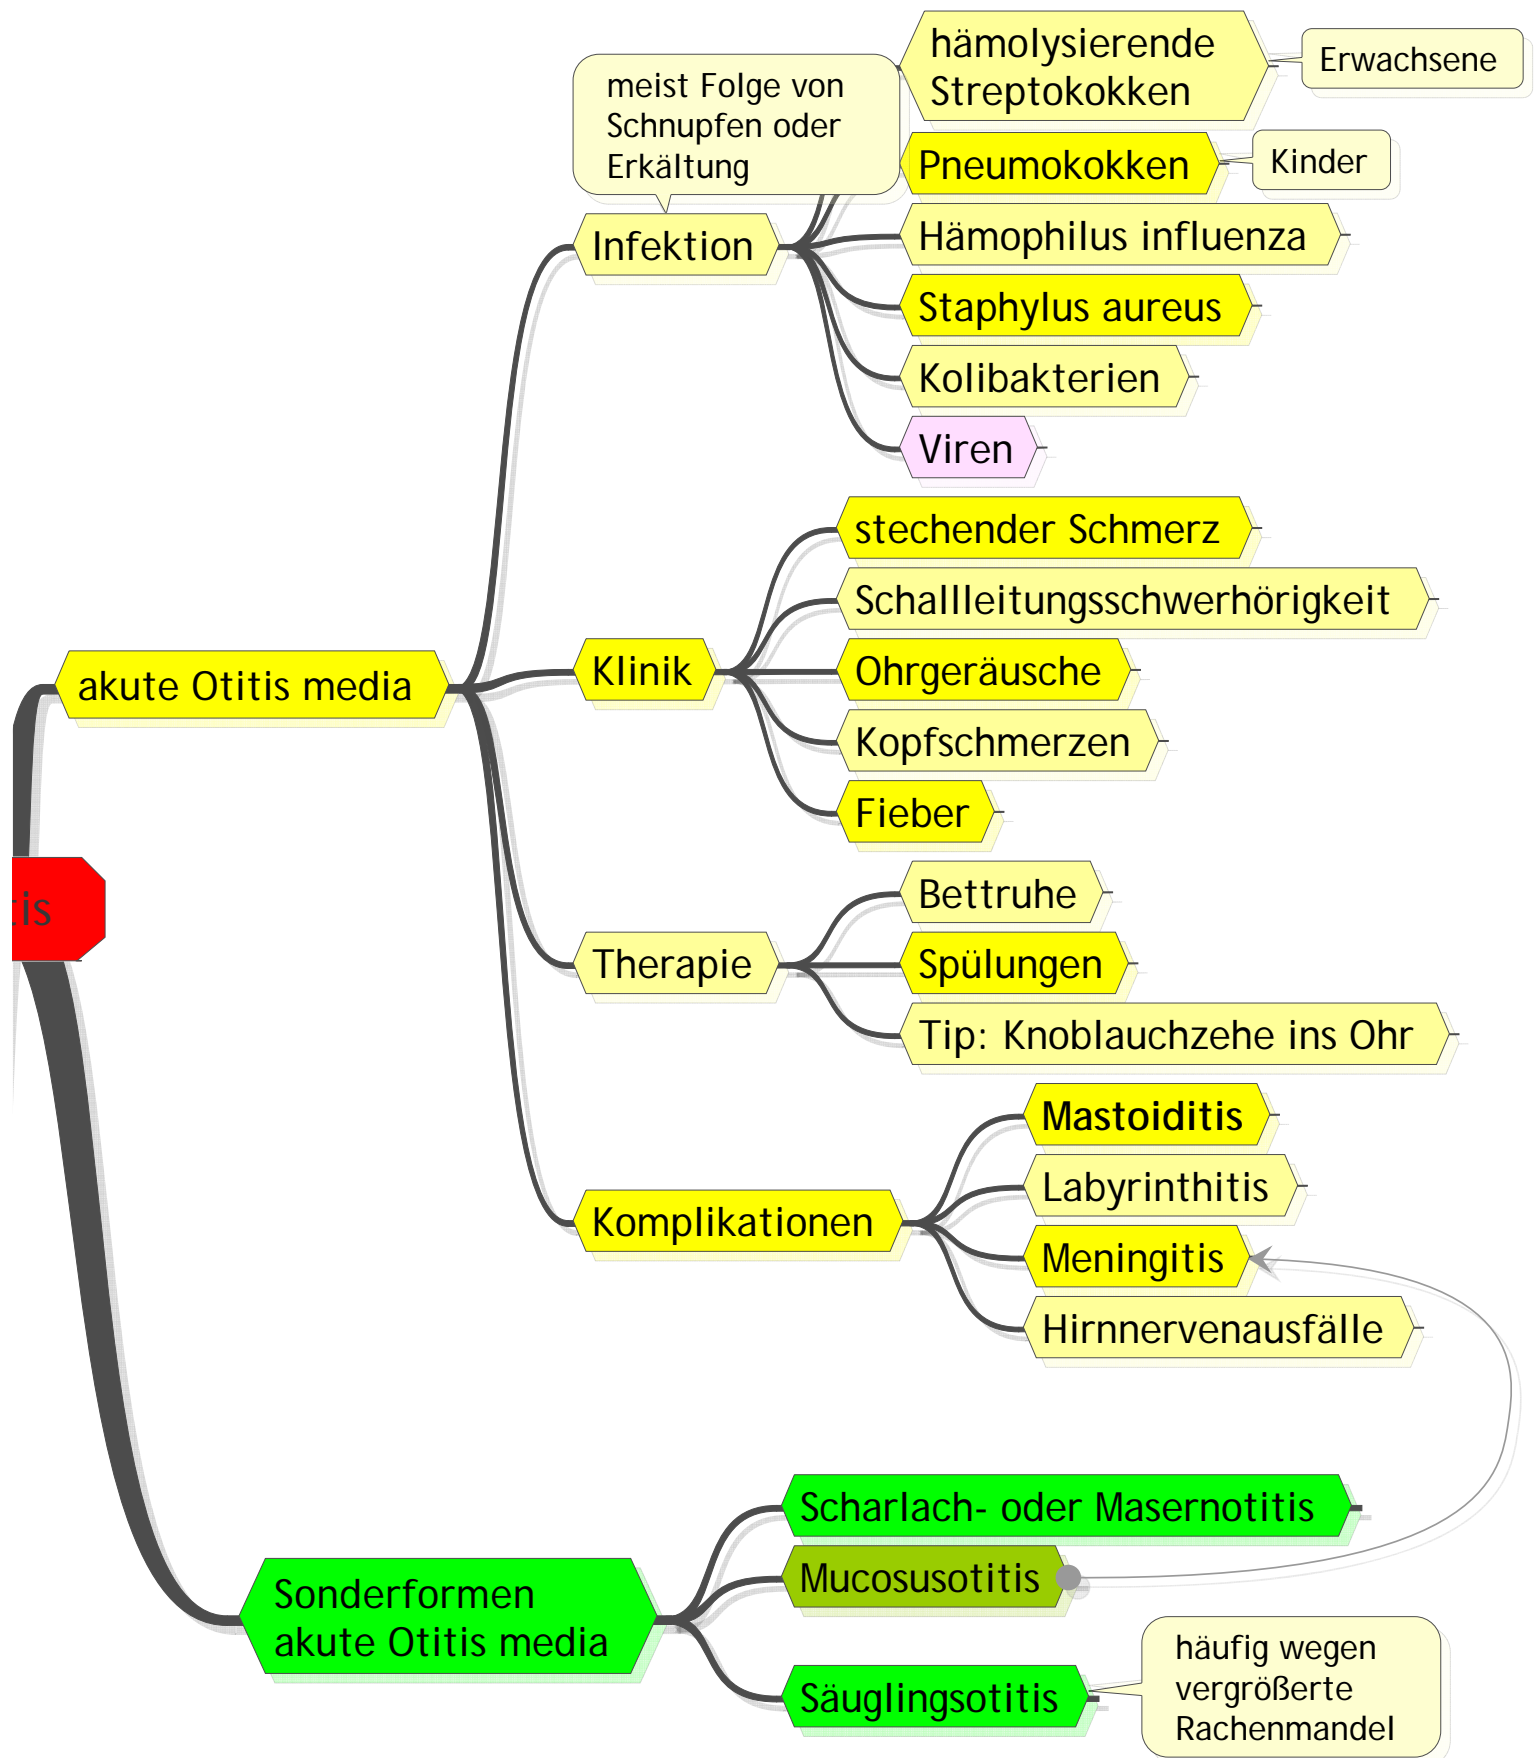 hämolysierende
Streptokokken
Erwachsene
meist Folge von
Schnupfen oder
Erkältung
Pneumokokken
Kinder
Infektion
Hämophilus influenza
Staphylus aureus
Kolibakterien
Viren
stechender Schmerz
Schallleitungsschwerhörigkeit
akute Otitis media
Klinik
Ohrgeräusche
Kopfschmerzen
Fieber
tis
Bettruhe
Therapie
Spülungen
Tip: Knoblauchzehe ins Ohr
Mastoiditis
Labyrinthitis
Komplikationen
Meningitis
Hirnnervenausfälle
Scharlach- oder Masernotitis
Mucosusotitis
Sonderformen
akute Otitis media
Säuglingsotitis
häufig wegen
vergrößerte
Rachenmandel